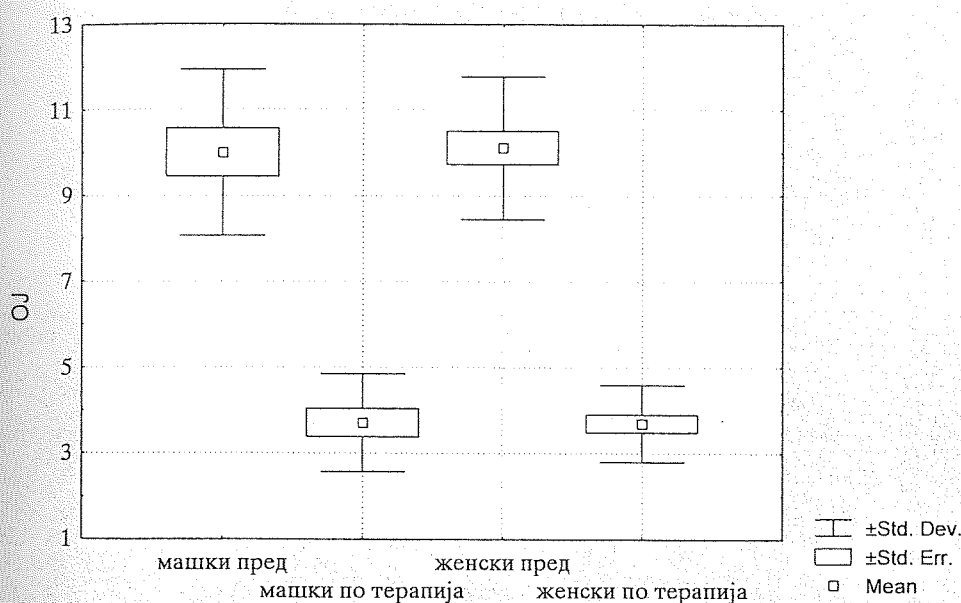 13
11
9
7
5
3
1
OJ
машки пред
женски пред
машки по терапија
женски по терапија
±Std. Dev.
±Std. Err.
Mean